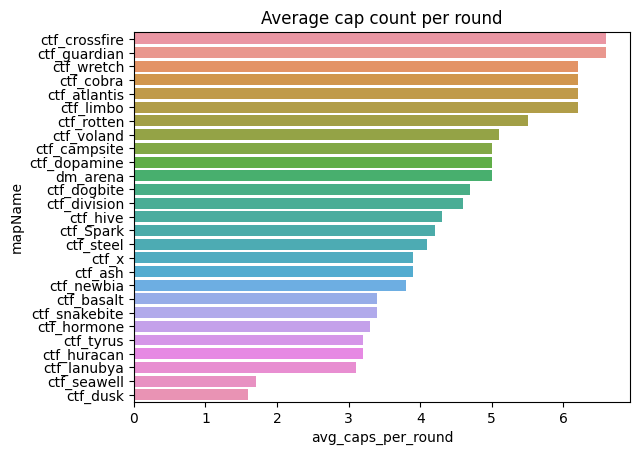 Average cap count per round
mapName
ctf_crossfire
ctf_guardian
ctf_wretch
ctf_cobra
ctf_atlantis
ctf_limbo
ctf_rotten
ctf_voland
ctf_campsite
ctf_dopamine
dm_arena
ctf_dogbite
ctf_division
ctf_hive
ctf_Spark
ctf_steel
ctf_x
ctf_ash
ctf_newbia
ctf_basalt
ctf_snakebite
ctf_hormone
ctf_tyrus
ctf_huracan
ctf_lanubya
ctf_seawell
ctf_dusk
0 1 2 3 4 5 6
avg_caps_per_round